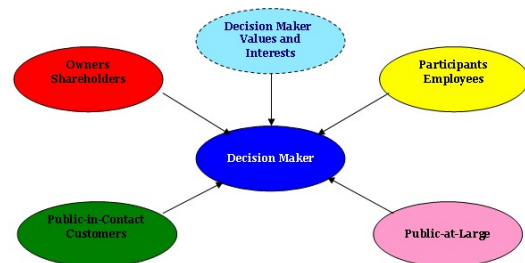 Decision Maker
Values and
Interests
Owners
Shareholders
Participants
Employees
Decision Maker
Public-in-Contact
Customers
Public-at-Large